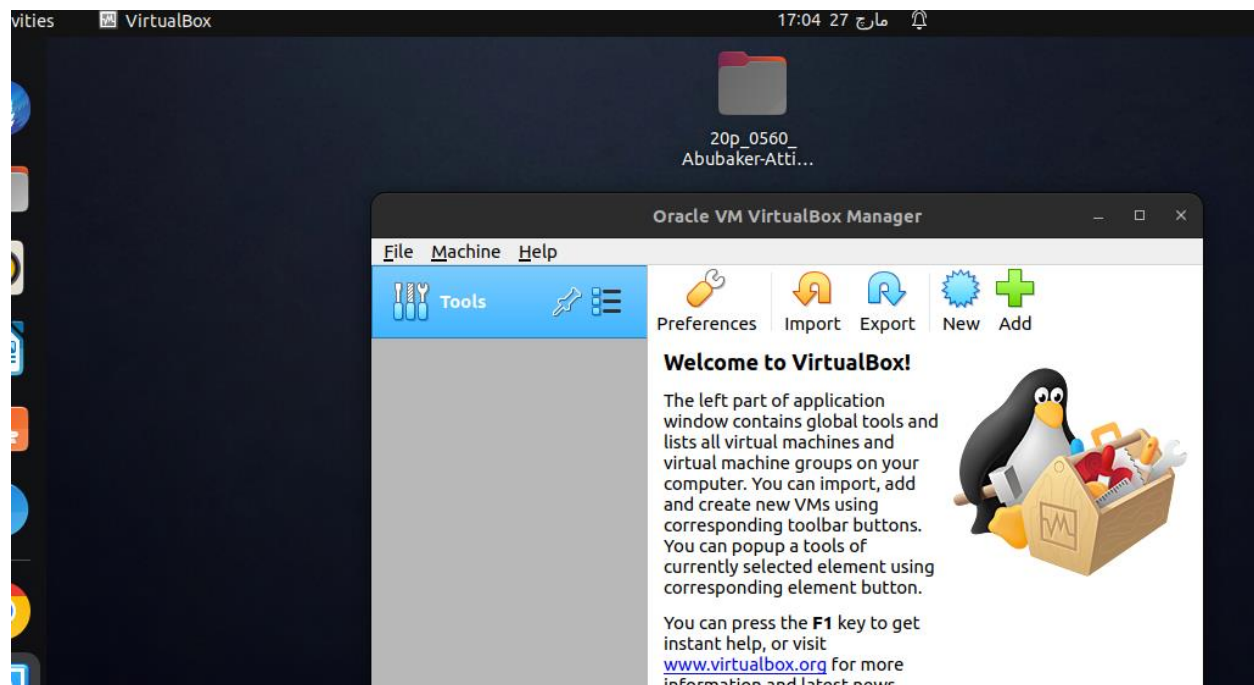 vities VirtualBox 17:04 27 مارچ
20p_0560_
Abubaker-Atti...
Oracle VM VirtualBox Manager
File Machine Help
Tools
Preferences Import Export New Add
Welcome to VirtualBox!
The left part of application
window contains global tools and
lists all virtual machines and
virtual machine groups on your
computer. You can import, add
and create new VMs using
corresponding toolbar buttons.
You can popup a tools of
currently selected element using
corresponding element button.
You can press the F1 key to get
instant help, or visit
www.virtualbox.org for more
information and latest news